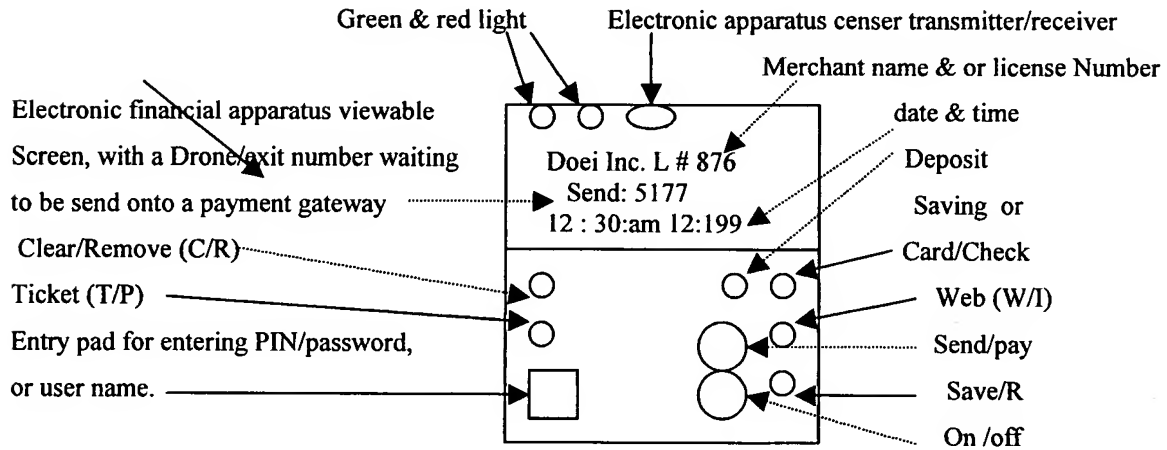 Green & red light
Electronic apparatus censer transmitter/receiver
Merchant name & or license Number
Electronic financial apparatus viewable
date & time
Screen, with a Drone/exit number waiting
Doei Inc. L # 876
Deposit
to be send onto a payment gateway
Send: 5177
Saving or
12 : 30:am 12:199
Clear/Remove (C/R)
Card/Check
Ticket (T/P)
Web (W/I)
Entry pad for entering PIN/password,
Send/pay
or user name.
Save/R
On /off